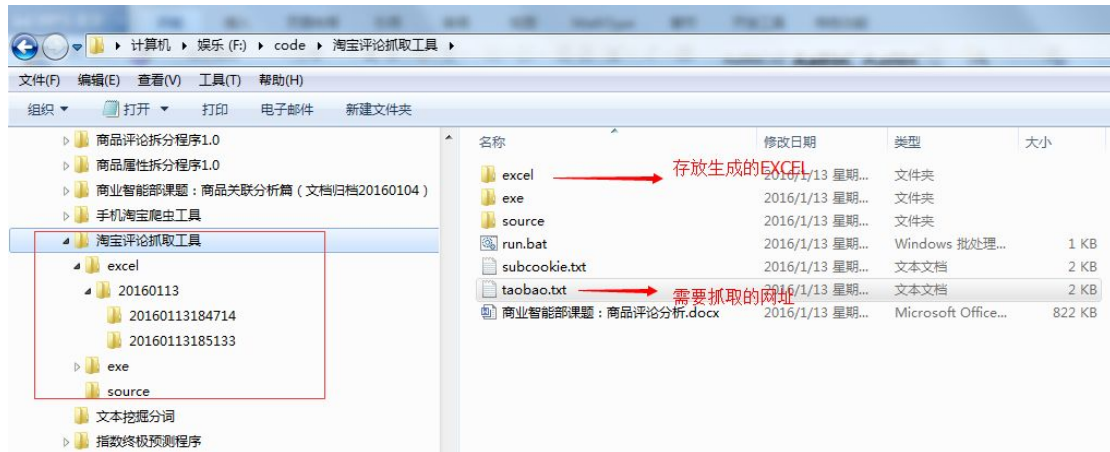 计算机 娱乐 (F:) code 淘宝评论抓取工具
文件(F) 编辑(E) 查看(V) 工具(T) 帮助(H)
组织 打开 打印 电子邮件 新建文件夹
商品评论拆分程序1.0
商品属性拆分程序1.0
商业智能部课题：商品关联分析篇（文档归档20160104）
手机淘宝爬虫工具
淘宝评论抓取工具
excel
20160113
20160113184714
20160113185133
exe
source
文本挖掘分词
指数终极预测程序
名称 修改日期 类型 大小
excel 存放生成的EXCEL 2016/1/13 星期... 文件夹
exe 2016/1/13 星期... 文件夹
source 2016/1/13 星期... 文件夹
run.bat 2016/1/13 星期... Windows 批处理... 1 KB
subcookie.txt 2016/1/13 星期... 文本文档 2 KB
taobao.txt 需要抓取的网址 2016/1/13 星期... 文本文档 2 KB
商业智能部课题：商品评论分析.docx 2016/1/13 星期... Microsoft Office... 822 KB